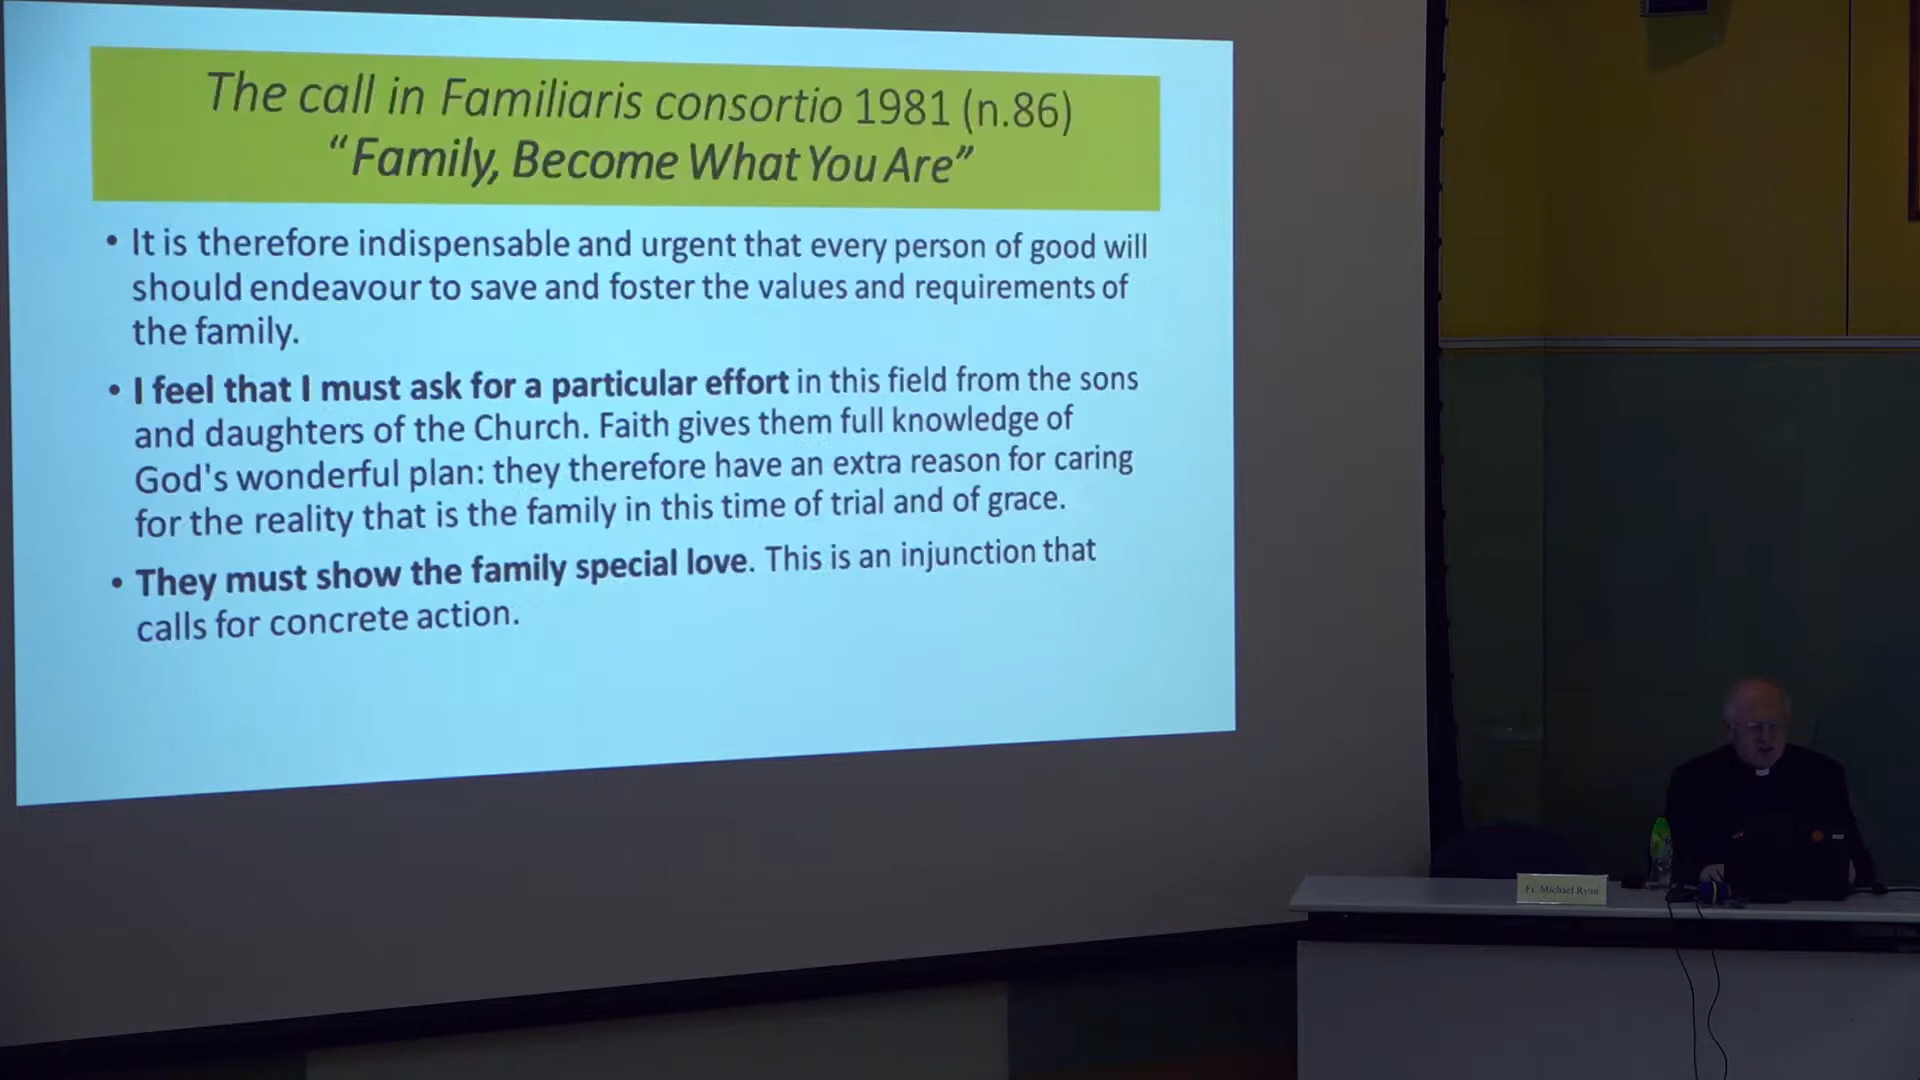 The call in Familiaris consortio 1981 (n.86)
“Family, Become What You Are”
• It is therefore indispensable and urgent that every person of good will
should endeavour to save and foster the values and requirements of
the family.
• I feel that I must ask for a particular effort in this field from the sons
and daughters of the Church. Faith gives them full knowledge of
God's wonderful plan: they therefore have an extra reason for caring
for the reality that is the family in this time of trial and of grace.
• They must show the family special love. This is an injunction that
calls for concrete action.
Fr. Michael Ryan